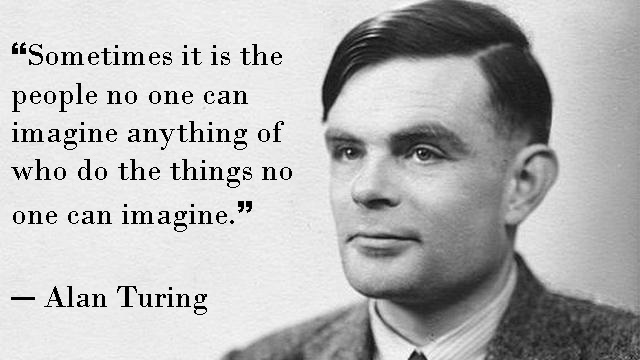 “Sometimes it is the
people no one can
imagine anything of
who do the things no
one can imagine.”
— Alan Turing